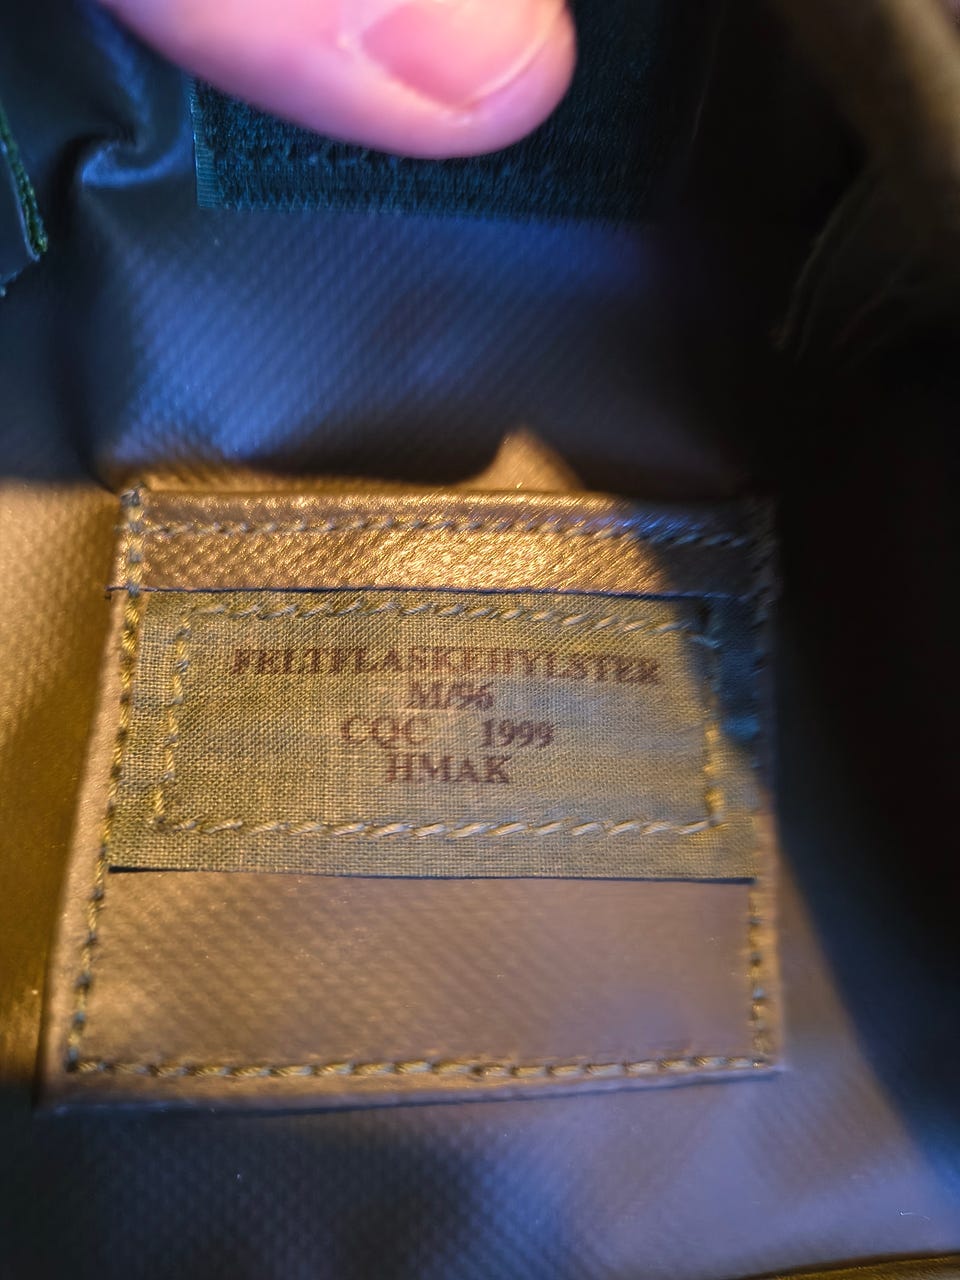 FELTFLASKEHYLSTER
M/96
CQC 1999
HMAK